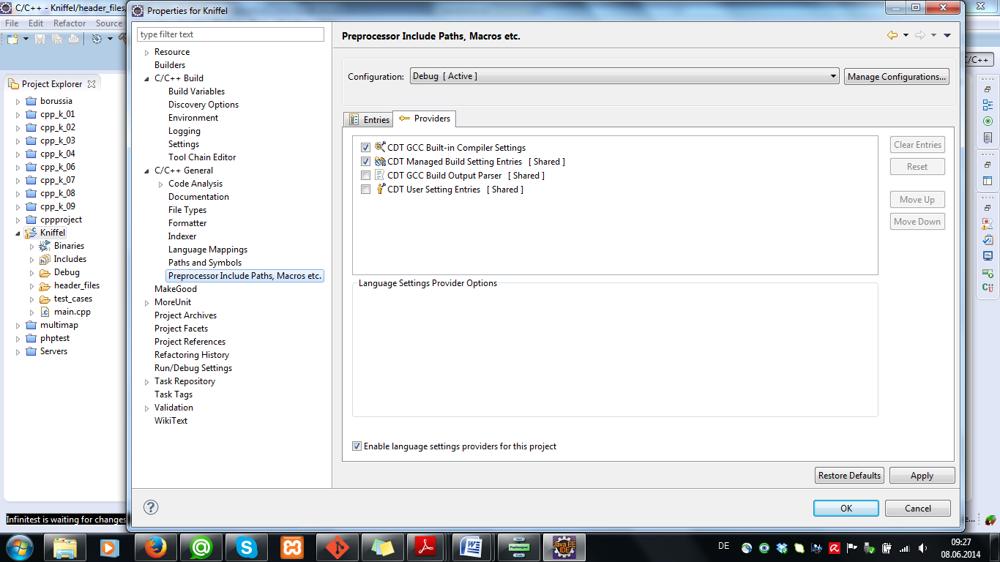 C/C++ - Kniffel/header_files
File Edit Refactor Source
Project Explorer
borussia
cpp_k_01
cpp_k_02
cpp_k_03
cpp_k_04
cpp_k_06
cpp_k_07
cpp_k_08
cpp_k_09
cppproject
Kniffel
Binaries
Includes
Debug
header_files
test_cases
main.cpp
multimap
phptest
Servers
Infinitest is waiting for changes
Properties for Kniffel
type filter text
Resource
Builders
C/C++ Build
Build Variables
Discovery Options
Environment
Logging
Settings
Tool Chain Editor
C/C++ General
Code Analysis
Documentation
File Types
Formatter
Indexer
Language Mappings
Paths and Symbols
Preprocessor Include Paths, Macros etc.
MakeGood
MoreUnit
Project Archives
Project Facets
Project References
Refactoring History
Run/Debug Settings
Task Repository
Task Tags
Validation
WikiText
Preprocessor Include Paths, Macros etc.
Configuration: Debug [ Active ] Manage Configurations...
Entries Providers
CDT GCC Built-in Compiler Settings
CDT Managed Build Setting Entries [ Shared ]
CDT GCC Build Output Parser [ Shared ]
CDT User Setting Entries [ Shared ]
Clear Entries
Reset
Move Up
Move Down
Language Settings Provider Options
Enable language settings providers for this project
Restore Defaults Apply
OK Cancel
C/C++
e...
PapDesigner
Java EE
IDE
DE
09:27
08.06.2014